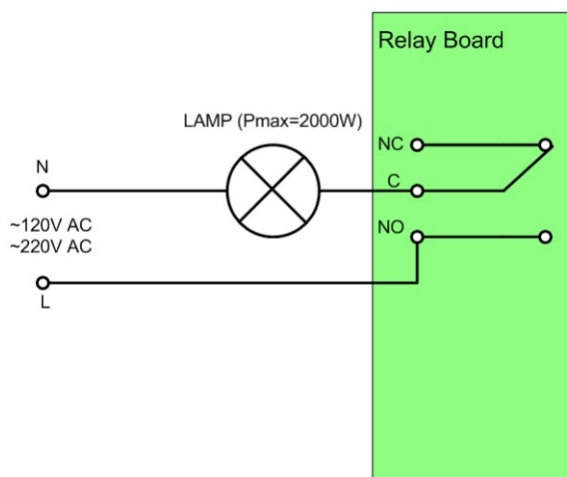 Relay Board
LAMP (Pmax=2000W)
NC
N
C
~120V AC
NO
~220V AC
L